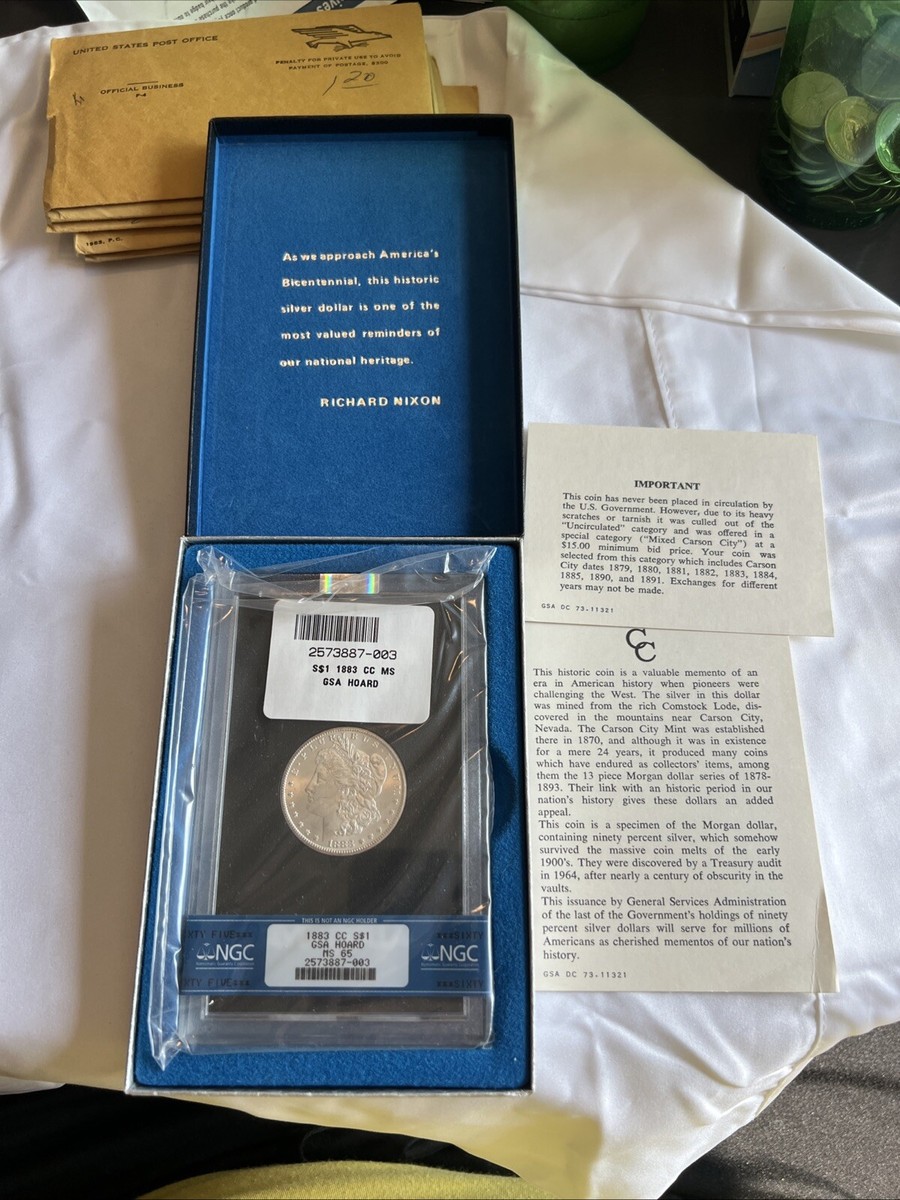 UNITED STATES POST OFFICE
PENALTY FOR PRIVATE USE TO AVOID
PAYMENT OF POSTAGE, $300
OFFICIAL BUSINESS
1 20
1883, P.C.
As we approach America's
Bicentennial, this historic
silver dollar is one of the
most valued reminders of
our national heritage.
RICHARD NIXON
IMPORTANT
This coin has never been placed in circulation by
the U.S. Government. However, due to its heavy
scratches or tarnish it was culled out of the
"Uncirculated" category and was offered in a
special category ("Mixed Carson City") at a
$15.00 minimum bid price. Your coin was
selected from this category which includes Carson
City dates 1879, 1880, 1881, 1882, 1883, 1884,
1885, 1890, and 1891. Exchanges for different
years may not be made.
GSA DC 73-11321
CC
This historic coin is a valuable memento of an
era in American history when pioneers were
challenging the West. The silver in this dollar
was mined from the rich Comstock Lode, dis-
covered in the mountains near Carson City,
Nevada. The Carson City Mint was established
there in 1870, and although it was in existence
for a mere 24 years, it produced many coins
which have endured as collectors' items, among
them the 13 piece Morgan dollar series of 1878-
1893. Their link with an historic period in our
nation's history gives these dollars an added
appeal.
This coin is a specimen of the Morgan dollar,
containing ninety percent silver, which somehow
survived the massive coin melts of the early
1900's. They were discovered by a Treasury audit
in 1964, after nearly a century of obscurity in the
vaults.
This issuance by General Services Administration
of the last of the Government's holdings of ninety
percent silver dollars will serve for millions of
Americans as cherished mementos of our nation's
history.
GSA DC 73-11321
2573887-003
S$1 1883 CC MS
GSA HOARD
1883
THIS IS NOT AN NGC HOLDER
XTY FIVE***
***SIXTY
NGC
1883 CC S$1
GSA HOARD
MS 65
2573887-003
NGC
XTY FIVE***
***SIXTY